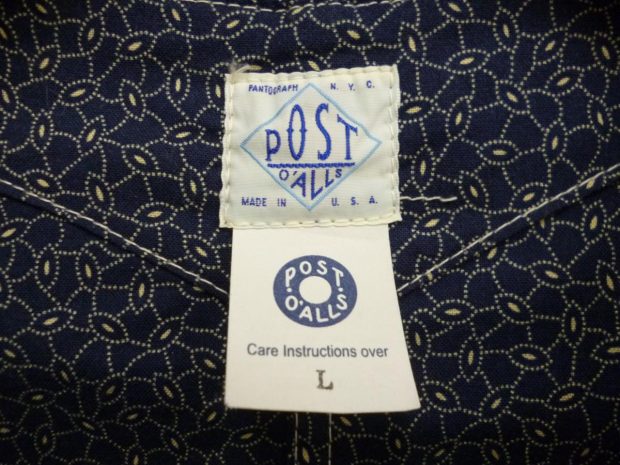 PANTOGRAPH N.Y.C.
POST
O'ALLS
MADE IN U.S.A.
POST
O'ALLS
Care Instructions over
L